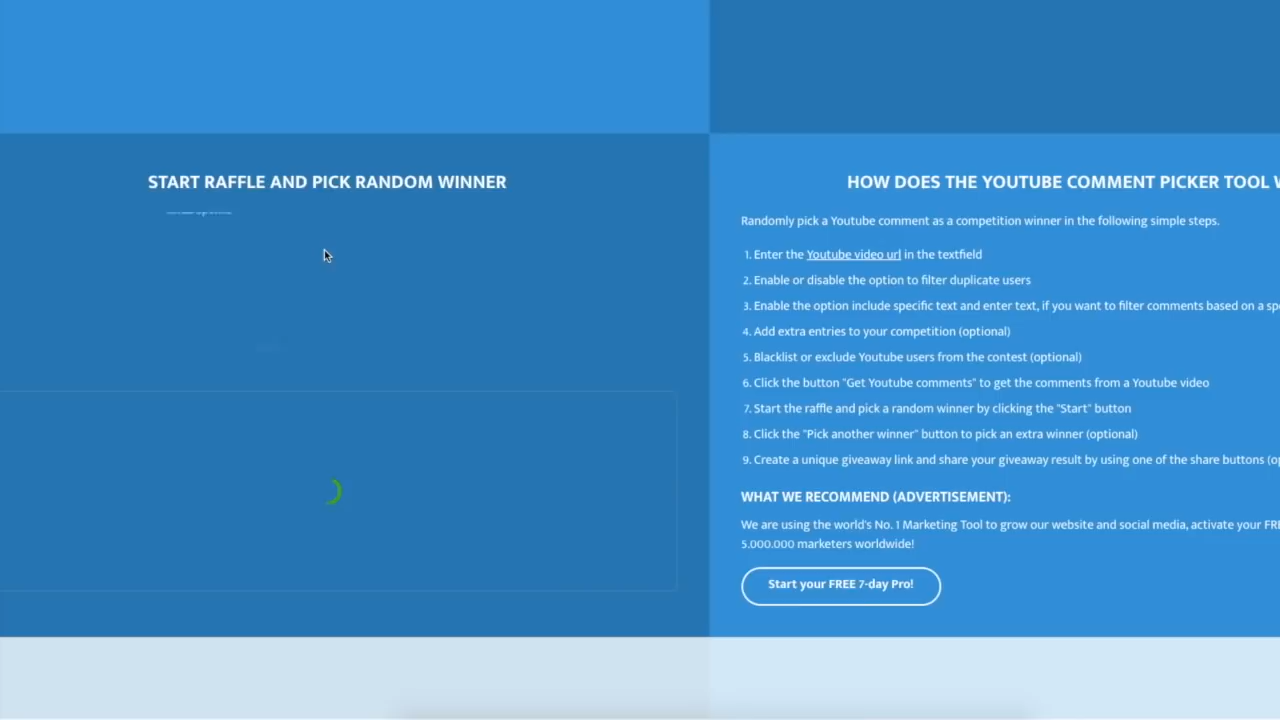 START RAFFLE AND PICK RANDOM WINNER
HOW DOES THE YOUTUBE COMMENT PICKER TOOL
Randomly pick a Youtube comment as a competition winner in the following simple steps.
1. Enter the Youtube video url in the textfield
2. Enable or disable the option to filter duplicate users
3. Enable the option include specific text and enter text, if you want to filter comments based on a
4. Add extra entries to your competition (optional)
5. Blacklist or exclude Youtube users from the contest (optional)
6. Click the button "Get Youtube comments" to get the comments from a Youtube video
7. Start the raffle and pick a random winner by clicking the "Start" button
8. Click the "Pick another winner" button to pick an extra winner (optional)
9. Create a unique giveaway link and share your giveaway result by using one of the share buttons
WHAT WE RECOMMEND (ADVERTISEMENT):
We are using the world's No. 1 Marketing Tool to grow our website and social media, activate your
5.000.000 marketers worldwide!
Start your FREE 7-day Pro!